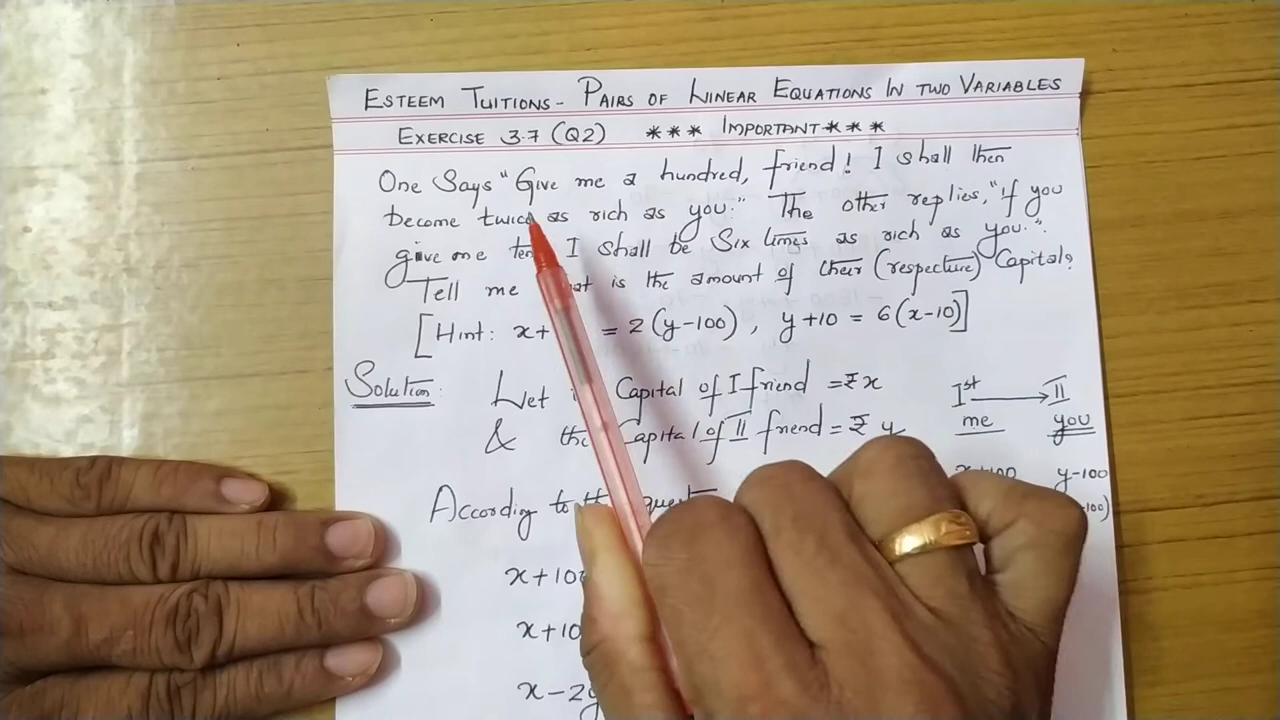 ESTEEM TUITIONS - PAIRS OF LINEAR EQUATIONS IN TWO VARIABLES
EXERCISE 3.7 (Q2) *** IMPORTANT ***
One Says "Give me a hundred, friend! I shall then
become twice as rich as you." The other replies, "if you
give me ten I shall be Six times as rich as you.".
Tell me what is the amount of their (respective) Capital?
[Hint: x+ = 2(y-100), y+10 = 6(x-10)]
Solution: Let Capital of I friend = ₹ x
& the Capital of II friend = ₹ y
Ist → II
me you
x+100 y-100
100)
According to
x+100
x+10
x-2y